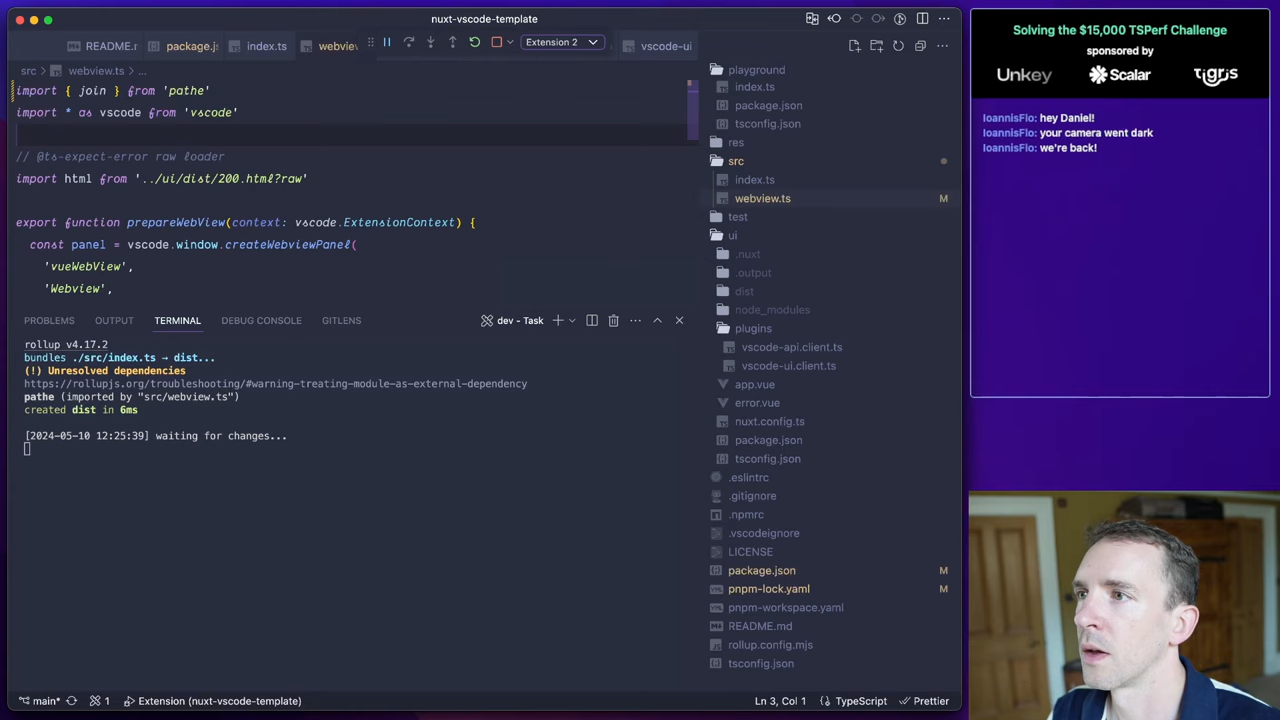 nuxt-vscode-template
README.r
package.js
index.ts
webview
Extension 2
vscode-ui
src > webview.ts > ...
import { join } from 'pathe'
import * as vscode from 'vscode'
// @ts-expect-error raw loader
import html from '../ui/dist/200.html?raw'
export function prepareWebView(context: vscode.ExtensionContext) {
const panel = vscode.window.createWebviewPanel(
'vueWebView',
'Webview',
PROBLEMS
OUTPUT
TERMINAL
DEBUG CONSOLE
GITLENS
dev - Task
rollup v4.17.2
bundles ./src/index.ts → dist...
(!) Unresolved dependencies
https://rollupjs.org/troubleshooting/#warning-treating-module-as-external-dependency
pathe (imported by "src/webview.ts")
created dist in 6ms
[2024-05-10 12:25:39] waiting for changes...
playground
index.ts
package.json
tsconfig.json
res
src
index.ts
webview.ts M
test
ui
.nuxt
.output
dist
node_modules
plugins
vscode-api.client.ts
vscode-ui.client.ts
app.vue
error.vue
nuxt.config.ts
package.json
tsconfig.json
.eslintrc
.gitignore
.npmrc
.vscodeignore
LICENSE
package.json M
pnpm-lock.yaml M
pnpm-workspace.yaml
README.md
rollup.config.mjs
tsconfig.json
main*
1
Extension (nuxt-vscode-template)
Ln 3, Col 1
TypeScript
Prettier
Solving the $15,000 TSPerf Challenge
sponsored by
Unkey
Scalar
tigris
IoannisFlo: hey Daniel!
IoannisFlo: your camera went dark
IoannisFlo: we're back!